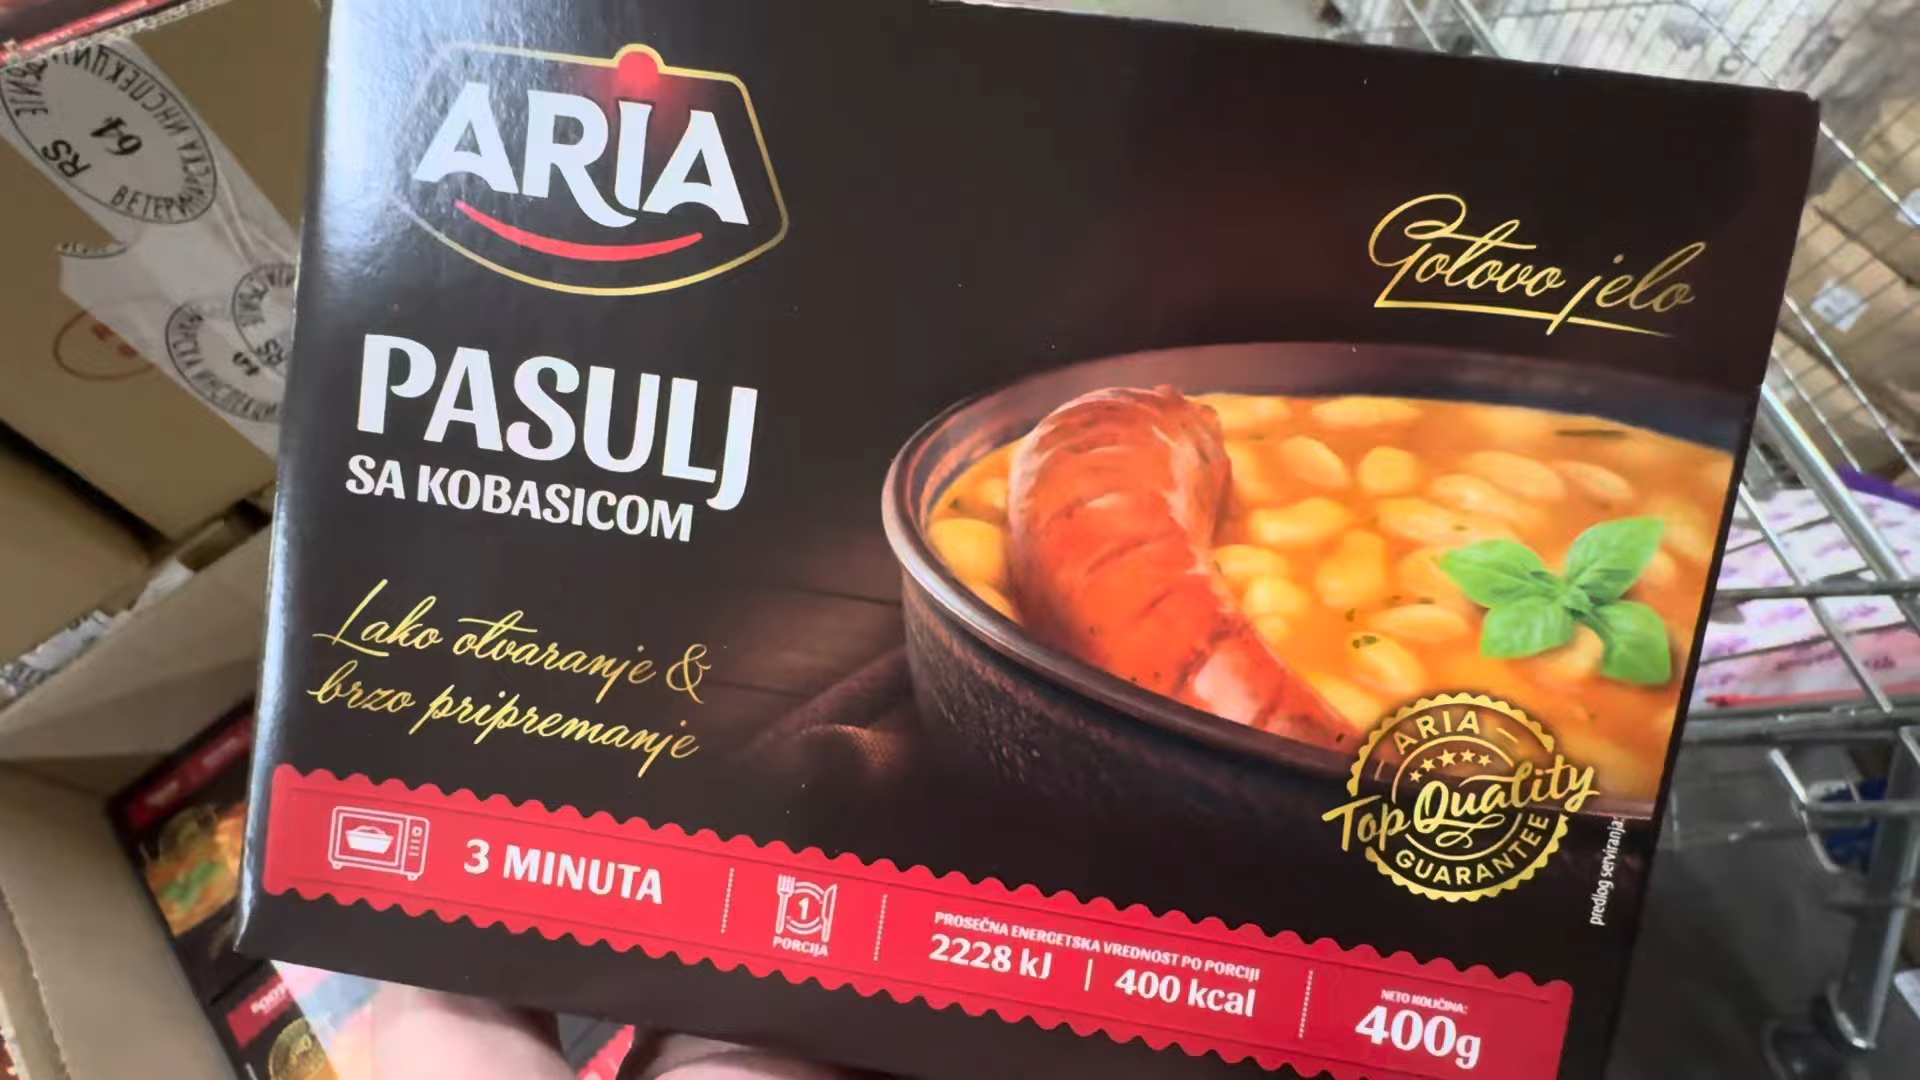 ARIA
Gotovo jelo
PASULJ
SA KOBASICOM
Lako otvaranje &
brzo pripremanje
ARIA
Top Quality
GUARANTEE
predlog serviranja:
3 MINUTA
1
PORCIJA
PROSEČNA ENERGETSKA VREDNOST PO PORCIJI
2228 kJ | 400 kcal
NETO KOLIČINA:
400g
RS
64